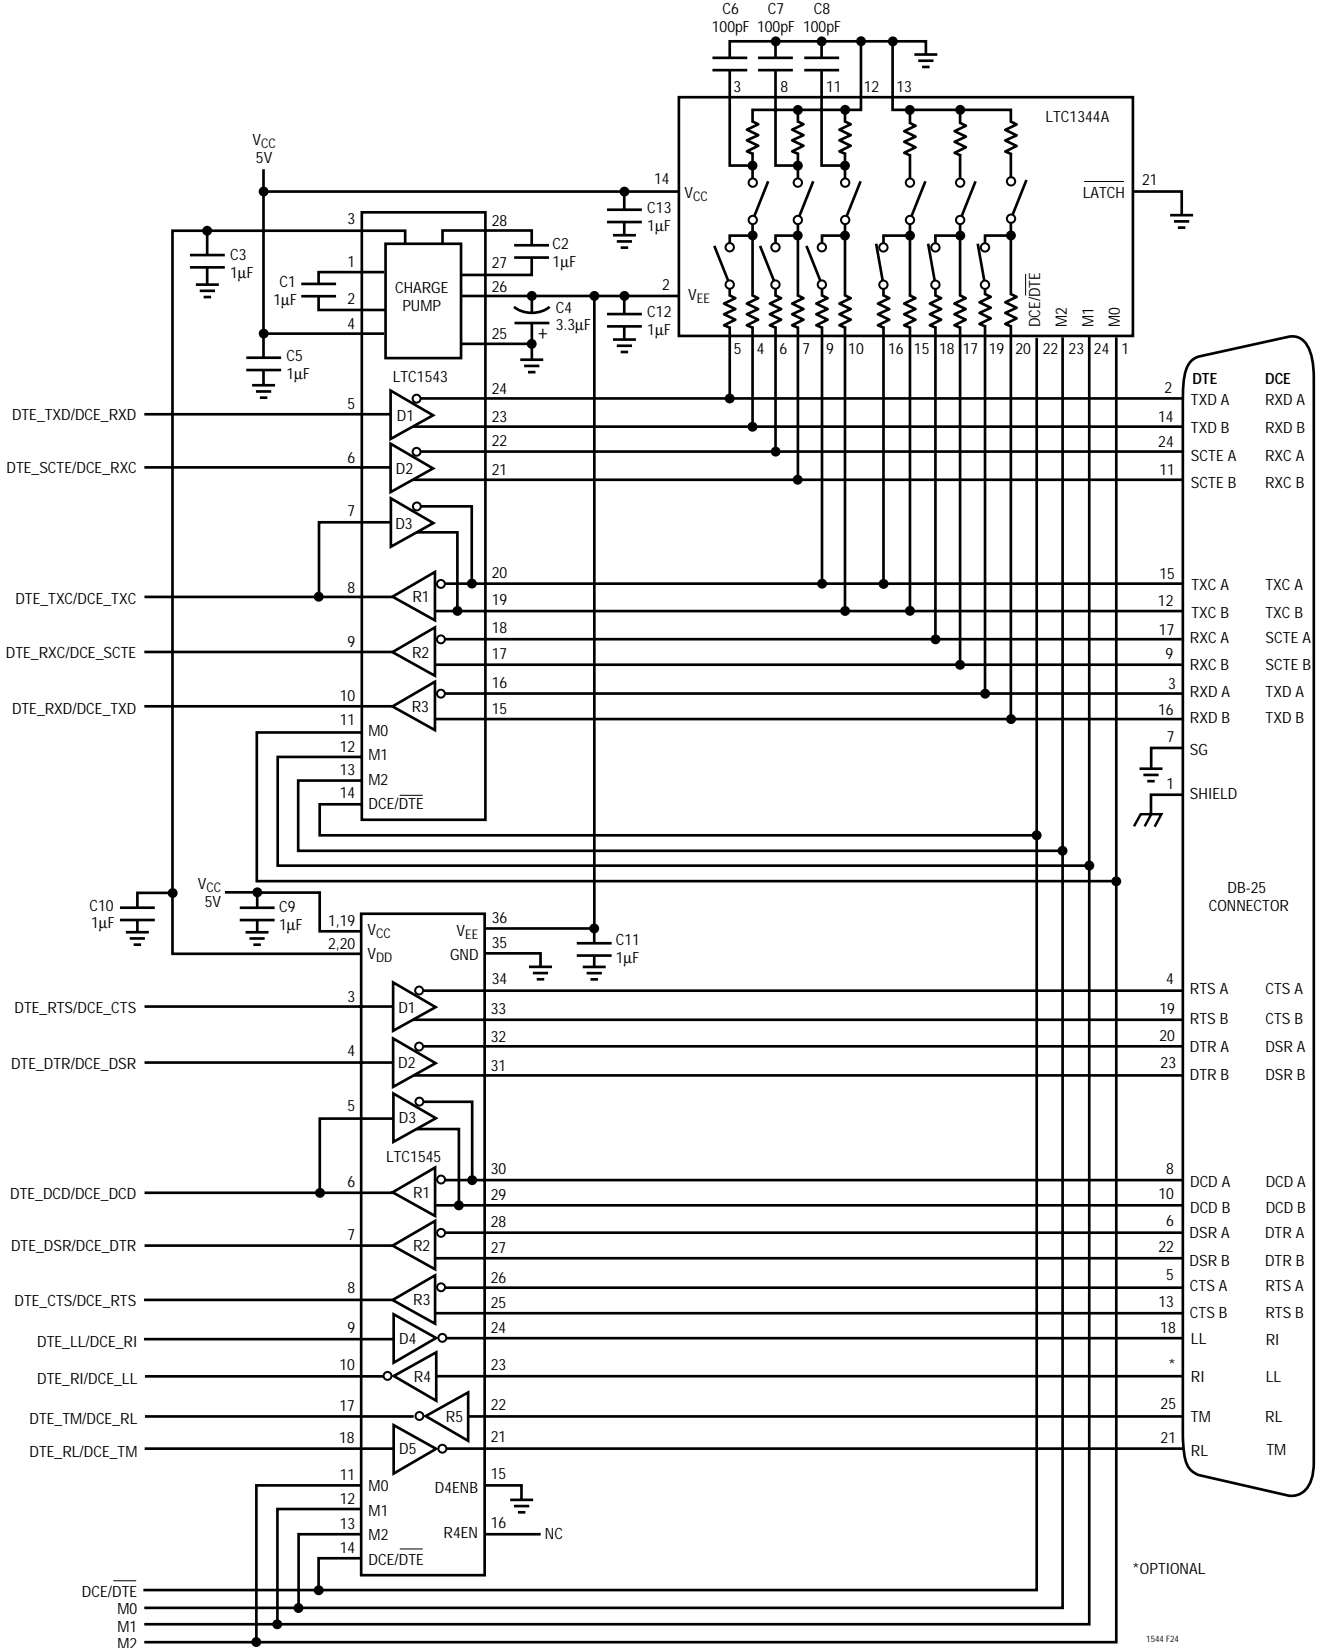 C6 C7 C8
100pF 100pF 100pF
3 8 11 12 13
LTC1344A
VCC
5V
14 VCC
LATCH 21
C13
1µF
3 28
C3
1µF
C2
1µF
1 27
C1
1µF
CHARGE
PUMP
26 2 VEE
2
C4
3.3µF
+
C12
1µF
4 25
C5
1µF
DCE/DTE M2 M1 M0
5 4 6 7 9 10 16 15 18 17 19 20 22 23 24 1
LTC1543
DTE DCE
24 2 TXD A RXD A
DTE_TXD/DCE_RXD 5 D1
23 14 TXD B RXD B
22 24 SCTE A RXC A
DTE_SCTE/DCE_RXC 6 D2
21 11 SCTE B RXC B
7 D3
20 15 TXC A TXC A
DTE_TXC/DCE_TXC 8 R1
19 12 TXC B TXC B
18 17 RXC A SCTE A
DTE_RXC/DCE_SCTE 9 R2
17 9 RXC B SCTE B
16 3 RXD A TXD A
DTE_RXD/DCE_TXD 10 R3
15 16 RXD B TXD B
11 M0
12 M1
7 SG
13 M2
14 DCE/DTE
1 SHIELD
DB-25
CONNECTOR
C10
1µF
VCC
5V
C9
1µF
1,19 VCC
VEE 36
2,20 VDD
GND 35
C11
1µF
34 4 RTS A CTS A
DTE_RTS/DCE_CTS 3 D1
33 19 RTS B CTS B
32 20 DTR A DSR A
DTE_DTR/DCE_DSR 4 D2
31 23 DTR B DSR B
5 D3
LTC1545
30 8 DCD A DCD A
DTE_DCD/DCE_DCD 6 R1
29 10 DCD B DCD B
28 6 DSR A DTR A
DTE_DSR/DCE_DTR 7 R2
27 22 DSR B DTR B
26 5 CTS A RTS A
DTE_CTS/DCE_RTS 8 R3
25 13 CTS B RTS B
DTE_LL/DCE_RI 9 D4 24 18 LL RI
DTE_RI/DCE_LL 10 R4 23 * RI LL
DTE_TM/DCE_RL 17 R5 22 25 TM RL
DTE_RL/DCE_TM 18 D5 21 21 RL TM
11 M0 D4ENB 15
12 M1
13 M2 R4EN 16 NC
14 DCE/DTE
*OPTIONAL
DCE/DTE
M0
M1
M2
1544 F24